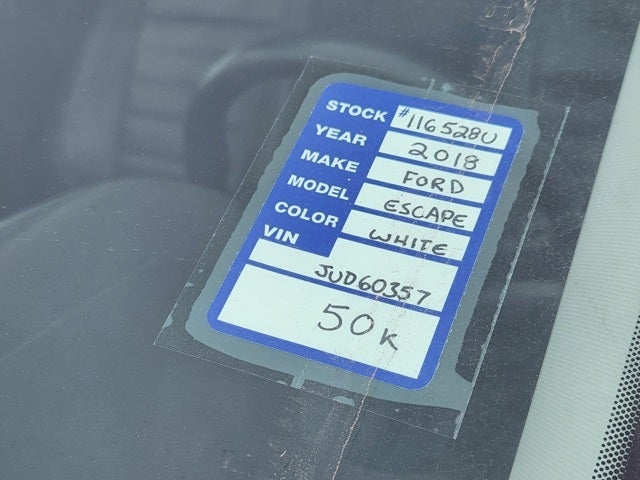 STOCK #116528U
YEAR 2018
MAKE FORD
MODEL ESCAPE
COLOR WHITE
VIN
JUD60357
50K